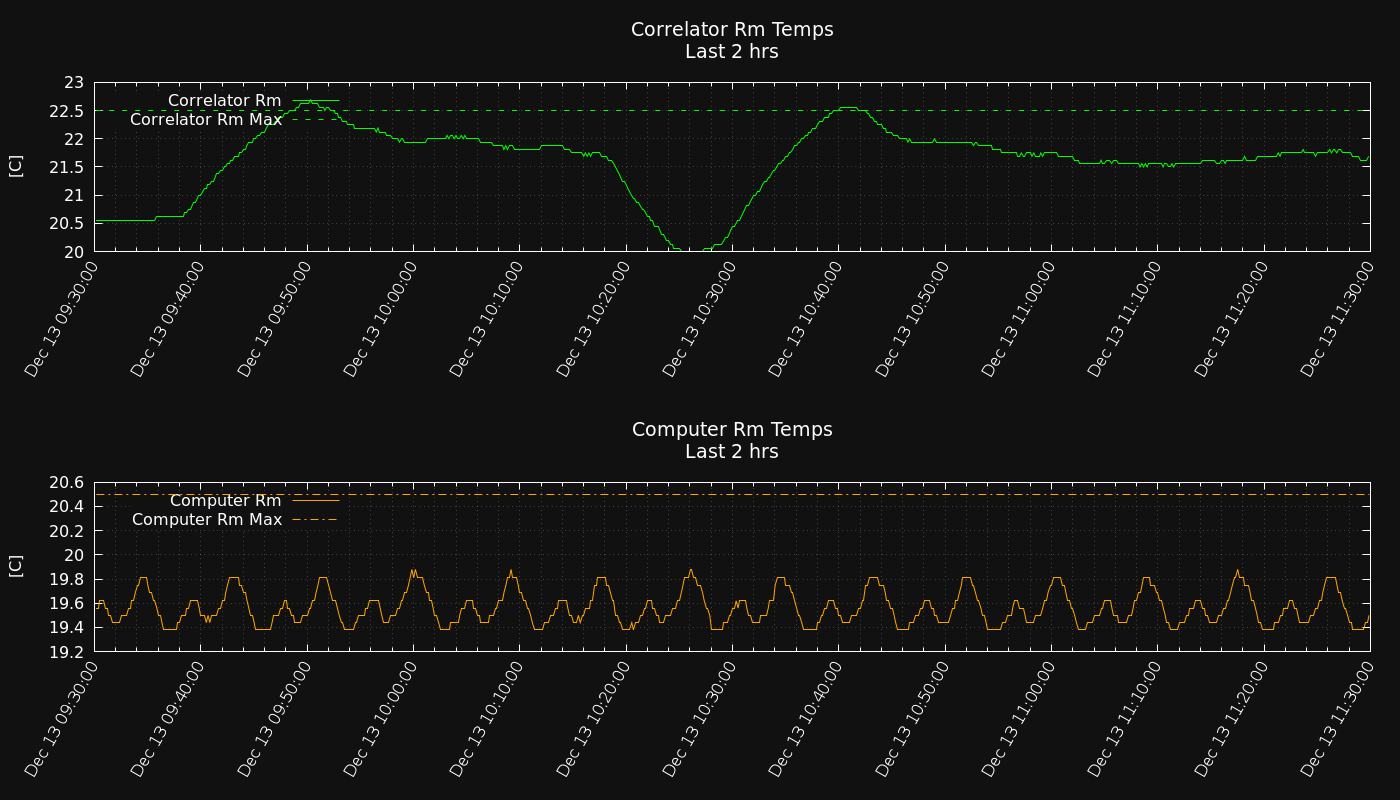 Correlator Rm Temps
Last 2 hrs
[C]
23
22.5
22
21.5
21
20.5
20
Correlator Rm
Correlator Rm Max
Dec 13 09:30:00
Dec 13 09:40:00
Dec 13 09:50:00
Dec 13 10:00:00
Dec 13 10:10:00
Dec 13 10:20:00
Dec 13 10:30:00
Dec 13 10:40:00
Dec 13 10:50:00
Dec 13 11:00:00
Dec 13 11:10:00
Dec 13 11:20:00
Dec 13 11:30:00
Computer Rm Temps
Last 2 hrs
[C]
20.6
20.4
20.2
20
19.8
19.6
19.4
19.2
Computer Rm
Computer Rm Max
Dec 13 09:30:00
Dec 13 09:40:00
Dec 13 09:50:00
Dec 13 10:00:00
Dec 13 10:10:00
Dec 13 10:20:00
Dec 13 10:30:00
Dec 13 10:40:00
Dec 13 10:50:00
Dec 13 11:00:00
Dec 13 11:10:00
Dec 13 11:20:00
Dec 13 11:30:00